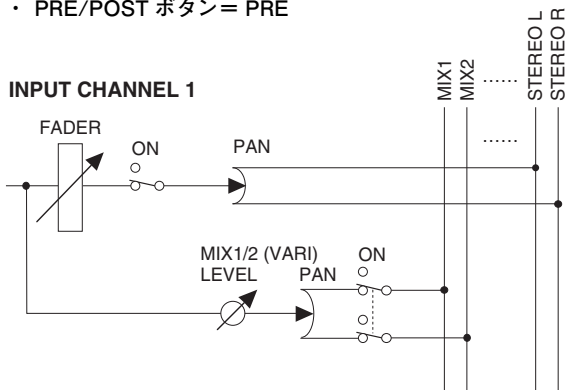 ・ PRE/POST ボタン＝ PRE
INPUT CHANNEL 1
FADER
ON
PAN
MIX1
MIX2
……
STEREO L
STEREO R
……
MIX1/2 (VARI)
LEVEL
PAN
ON